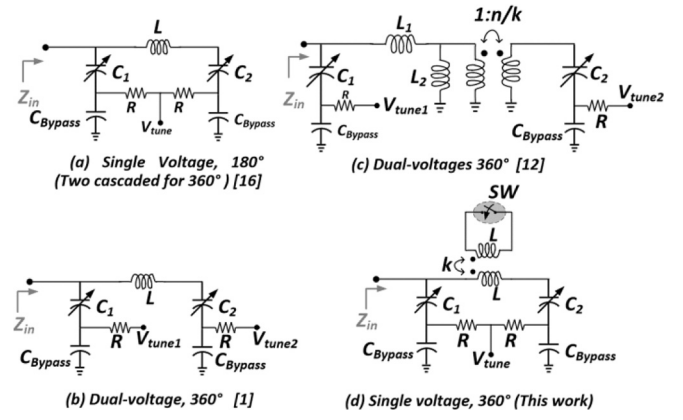 L
C1
C2
Zin
R
R
CBypass
Vtune
CBypass
(a) Single Voltage, 180°
(Two cascaded for 360° ) [16]
1:n/k
L1
L2
C1
C2
Zin
R
Vtune1
CBypass
Vtune2
R
CBypass
(c) Dual-voltages 360° [12]
L
C1
C2
Zin
R
Vtune1
R
Vtune2
CBypass
CBypass
(b) Dual-voltage, 360° [1]
SW
L
k
L
C1
C2
Zin
R
R
CBypass
Vtune
CBypass
(d) Single voltage, 360° (This work)